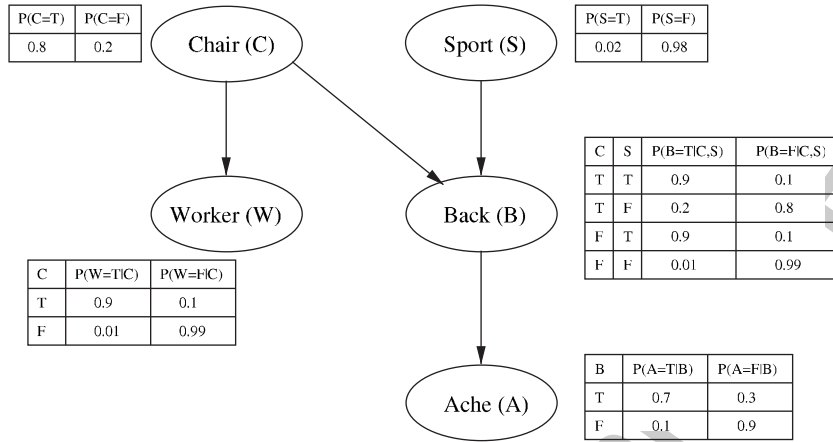 P(C=T) P(C=F)
0.8 0.2
Chair (C)
Sport (S)
P(S=T) P(S=F)
0.02 0.98
Worker (W)
Back (B)
C S P(B=T|C,S) P(B=F|C,S)
T T 0.9 0.1
T F 0.2 0.8
F T 0.9 0.1
F F 0.01 0.99
C P(W=T|C) P(W=F|C)
T 0.9 0.1
F 0.01 0.99
Ache (A)
B P(A=T|B) P(A=F|B)
T 0.7 0.3
F 0.1 0.9